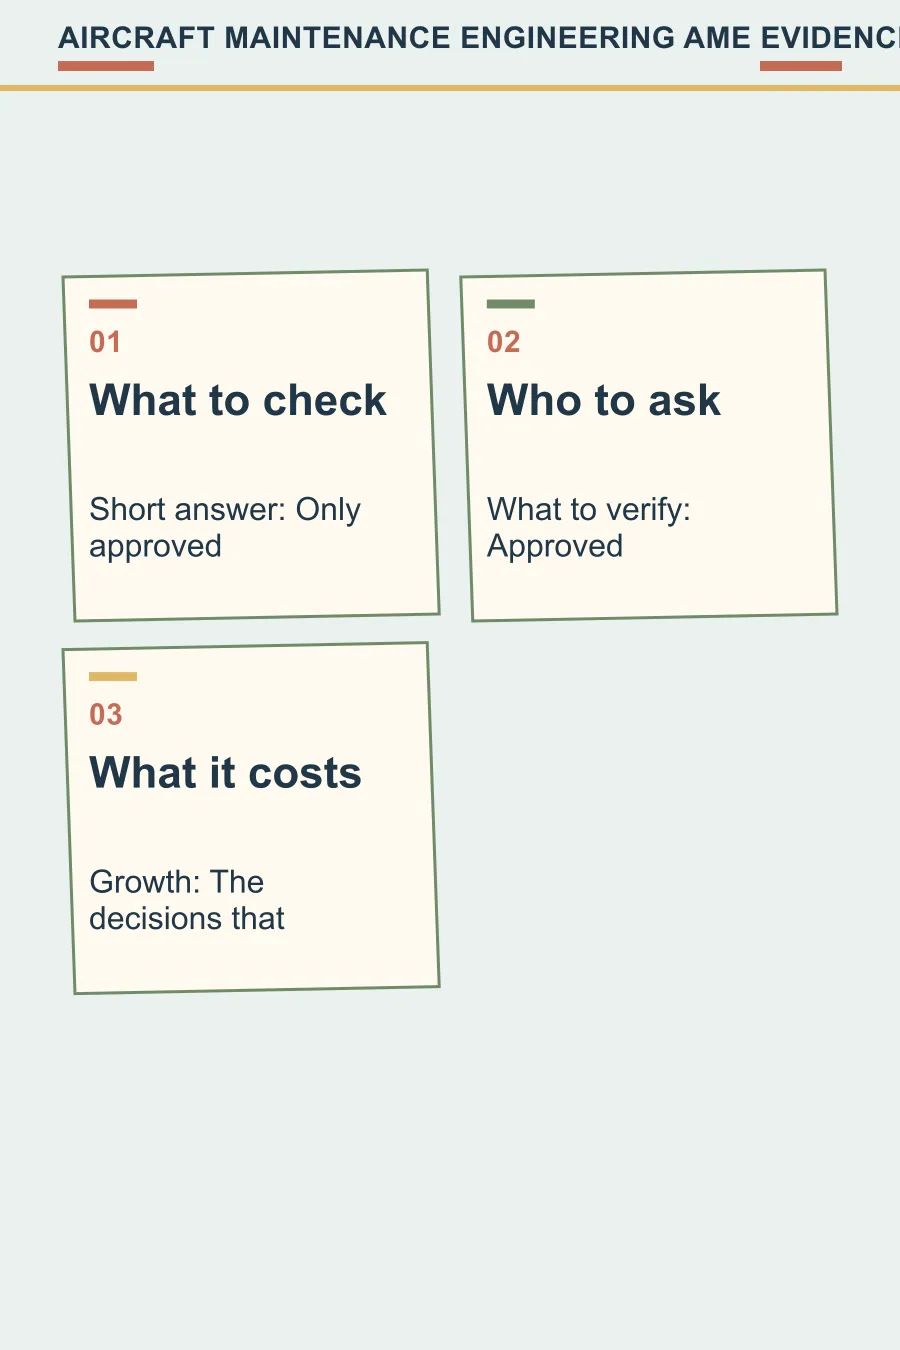 AIRCRAFT MAINTENANCE ENGINEERING AME
01
What to check
Short answer: Only
approved
02
Who to ask
What to verify:
Approved
03
What it costs
Growth: The
decisions that